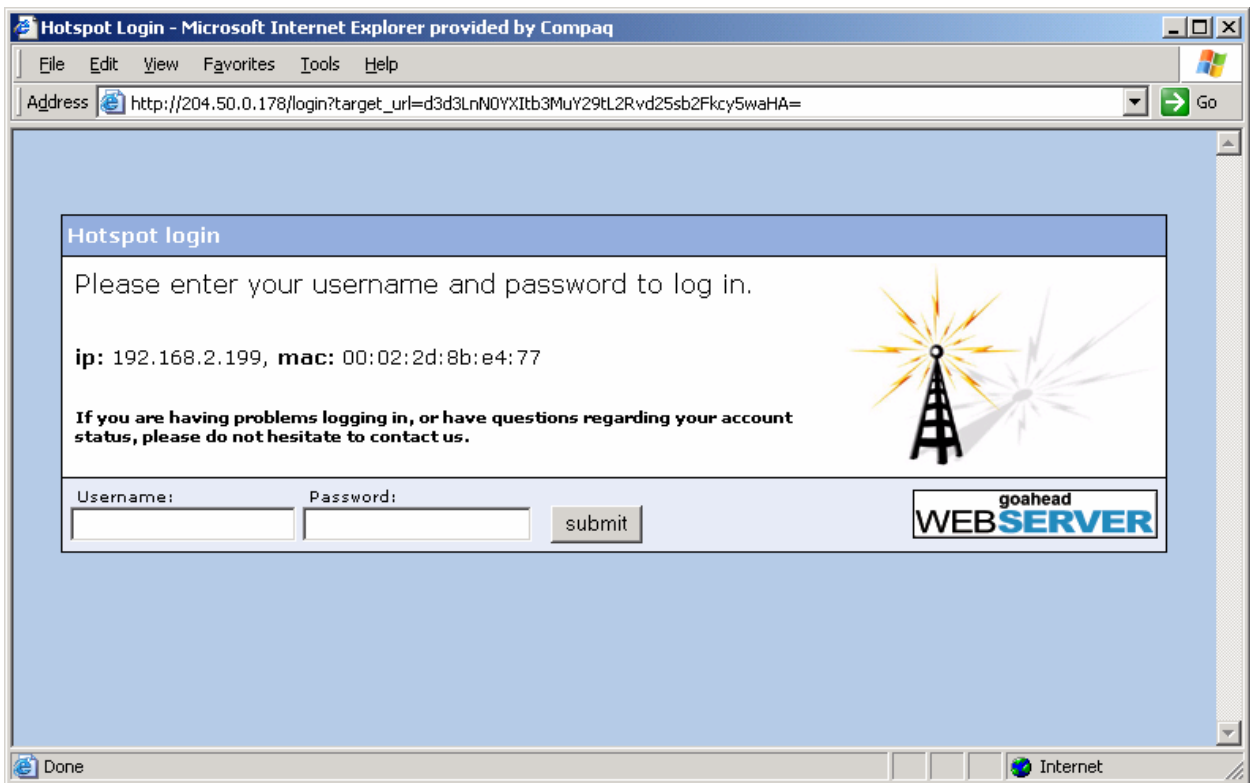 Hotspot Login - Microsoft Internet Explorer provided by Compaq
File Edit View Favorites Tools Help
Address http://204.50.0.178/login?target_url=d3d3LnN0YXItb3MuY29tL2Rvd25sb2Fkcy5waHA= Go
Hotspot login
Please enter your username and password to log in.
ip: 192.168.2.199, mac: 00:02:2d:8b:e4:77
If you are having problems logging in, or have questions regarding your account
status, please do not hesitate to contact us.
Username: Password:
submit
goahead
WEBSERVER
Done Internet